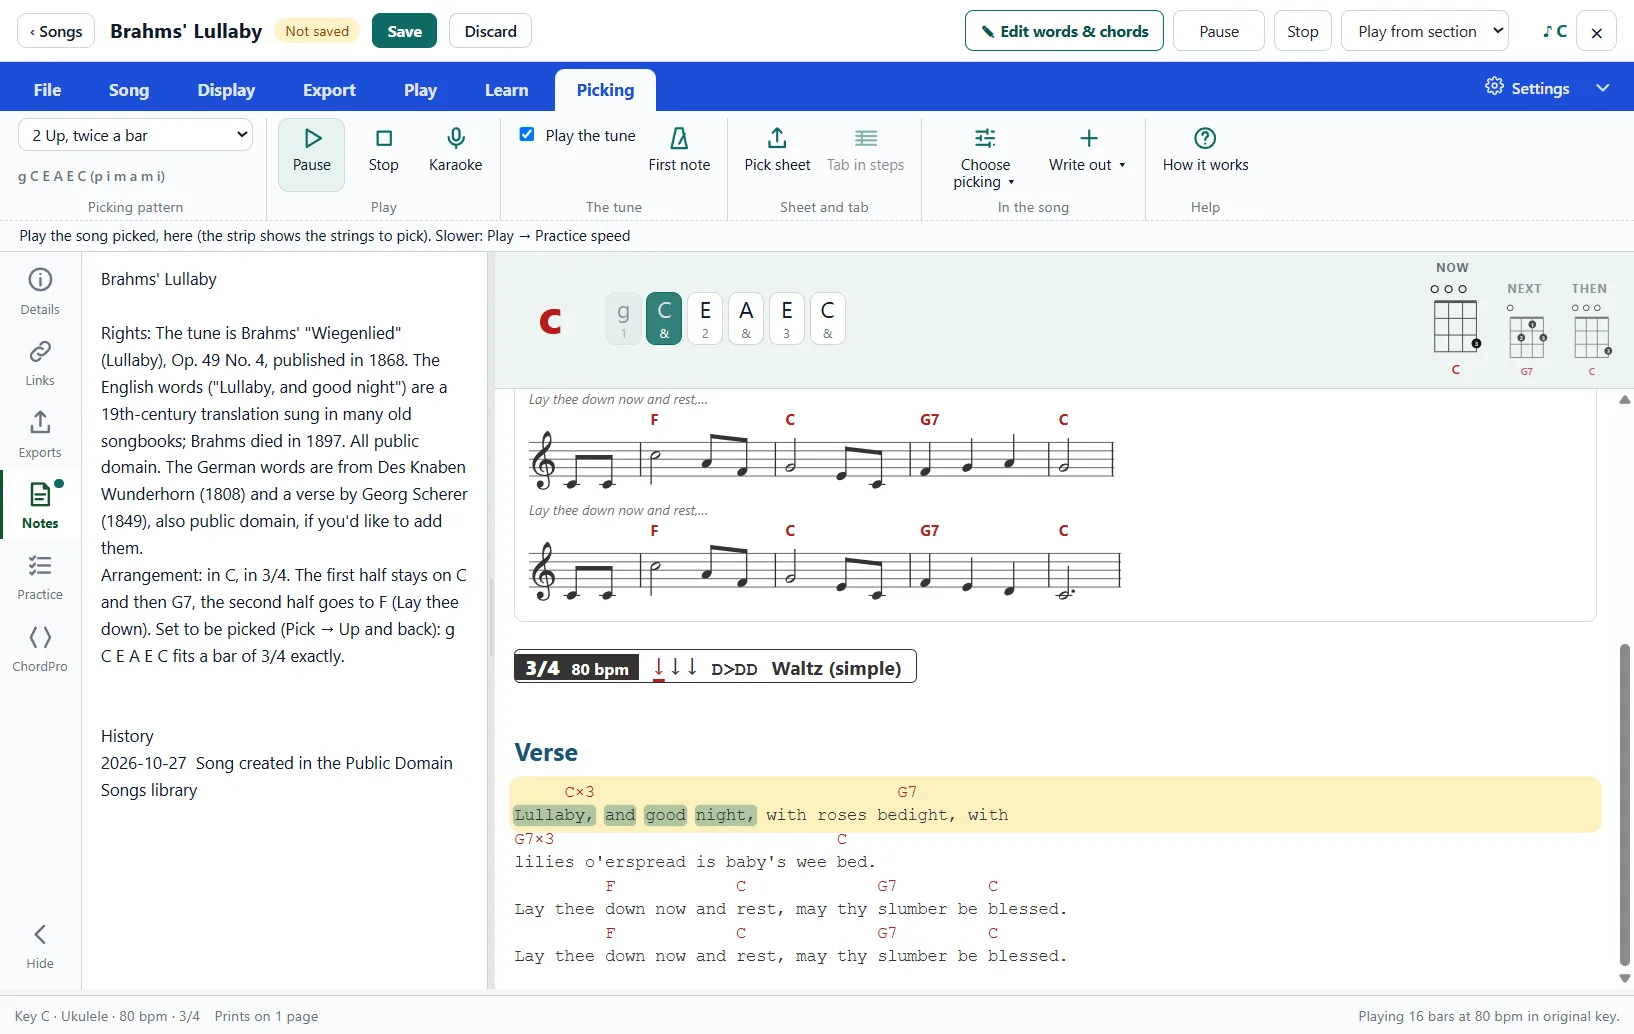 ‹ Songs Brahms' Lullaby Not saved Save Discard Edit words & chords Pause Stop Play from section ♪ C ×
File Song Display Export Play Learn Picking Settings
2 Up, twice a bar
g C E A E C (p i m a m i)
Picking pattern
Pause Stop Karaoke
Play
Play the tune First note
The tune
Pick sheet Tab in steps
Sheet and tab
Choose picking ▾ Write out ▾
In the song
How it works
Help
Play the song picked, here (the strip shows the strings to pick). Slower: Play → Practice speed
Details
Links
Exports
Notes
Practice
ChordPro
Hide
Brahms' Lullaby
Rights: The tune is Brahms' "Wiegenlied"
(Lullaby), Op. 49 No. 4, published in 1868. The
English words ("Lullaby, and good night") are a
19th-century translation sung in many old
songbooks; Brahms died in 1897. All public
domain. The German words are from Des Knaben
Wunderhorn (1808) and a verse by Georg Scherer
(1849), also public domain, if you'd like to add
them.
Arrangement: in C, in 3/4. The first half stays on C
and then G7, the second half goes to F (Lay thee
down). Set to be picked (Pick → Up and back): g
C E A E C fits a bar of 3/4 exactly.
History
2026-10-27 Song created in the Public Domain
Songs library
C
g C E A E C
1 & 2 & 3 &
NOW NEXT THEN
C G7 C
Lay thee down now and rest,...
F C G7 C
Lay thee down now and rest,...
F C G7 C
3/4 80 bpm ↓↓↓ D>DD Waltz (simple)
Verse
C×3 G7
Lullaby, and good night, with roses bedight, with
G7×3 C
lilies o'erspread is baby's wee bed.
F C G7 C
Lay thee down now and rest, may thy slumber be blessed.
F C G7 C
Lay thee down now and rest, may thy slumber be blessed.
Key C · Ukulele · 80 bpm · 3/4 Prints on 1 page
Playing 16 bars at 80 bpm in original key.